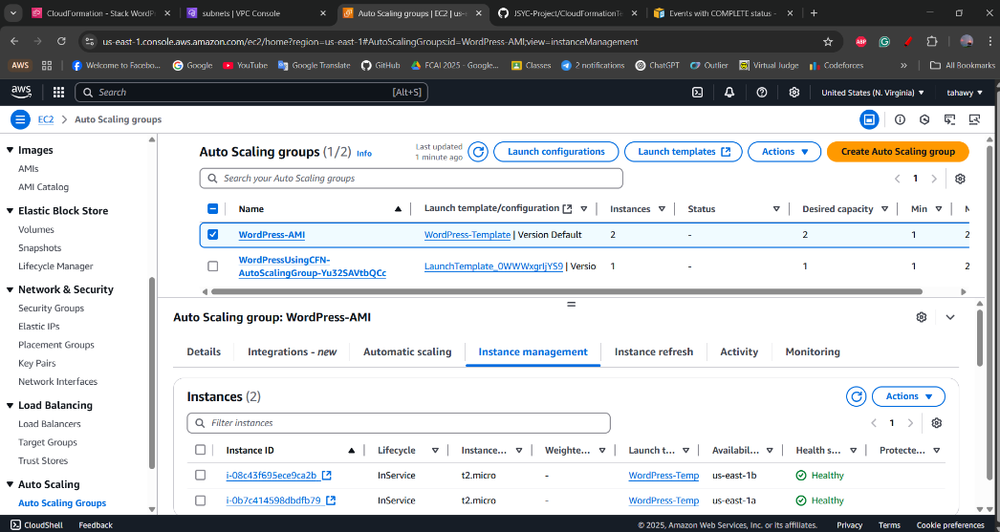 CloudFormation - Stack WordP
subnets | VPC Console
Auto Scaling groups | EC2 | us-e
JSYC-Project/CloudFormationTe
Events with COMPLETE status -
us-east-1.console.aws.amazon.com/ec2/home?region=us-east-1#AutoScalingGroups:id=WordPress-AMI;view=instanceManagement
ABP
AWS
Welcome to Facebo...
Google
YouTube
Google Translate
GitHub
FCAI 2025 - Google...
Classes
2 notifications
ChatGPT
Outlier
Virtual Judge
Codeforces
»
All Bookmarks
aws
Search
[Alt+S]
United States (N. Virginia)
tahawy
EC2 > Auto Scaling groups
Images
AMIs
AMI Catalog
Elastic Block Store
Volumes
Snapshots
Lifecycle Manager
Network & Security
Security Groups
Elastic IPs
Placement Groups
Key Pairs
Network Interfaces
Load Balancing
Load Balancers
Target Groups
Trust Stores
Auto Scaling
Auto Scaling Groups
Auto Scaling groups (1/2) Info
Last updated
1 minute ago
Launch configurations
Launch templates
Actions
Create Auto Scaling group
Search your Auto Scaling groups
1
Name
Launch template/configuration
Instances
Status
Desired capacity
Min
M
WordPress-AMI
WordPress-Template | Version Default
2
-
2
1
2
WordPressUsingCFN-
AutoScalingGroup-Yu32SAVtbQCc
LaunchTemplate_0WWWxgrIjYS9 | Versio
1
-
1
1
2
Auto Scaling group: WordPress-AMI
Details
Integrations - new
Automatic scaling
Instance management
Instance refresh
Activity
Monitoring
Instances (2)
Actions
Filter instances
1
Instance ID
Lifecycle
Instance...
Weighte...
Launch t...
Availabil...
Health s...
Protecte...
i-08c43f695ece9ca2b
InService
t2.micro
-
WordPress-Temp
us-east-1b
Healthy
i-0b7c414598dbdfb79
InService
t2.micro
-
WordPress-Temp
us-east-1a
Healthy
CloudShell
Feedback
© 2025, Amazon Web Services, Inc. or its affiliates.
Privacy
Terms
Cookie preferences